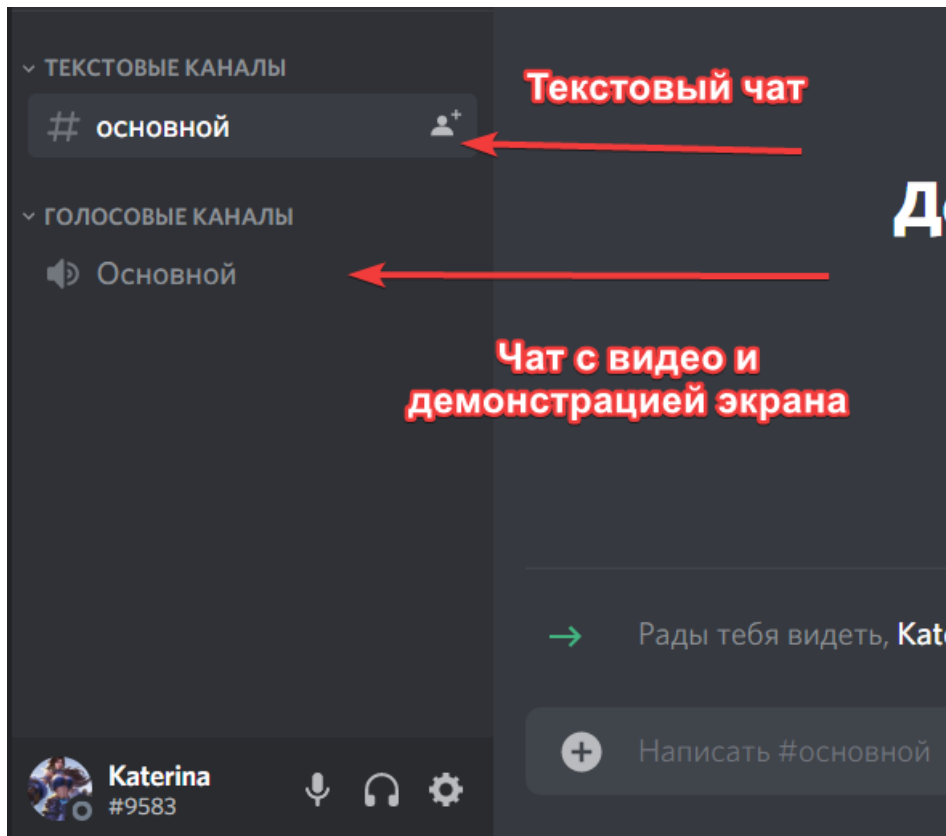 ТЕКСТОВЫЕ КАНАЛЫ
# основной
Текстовый чат
ГОЛОСОВЫЕ КАНАЛЫ
Основной
Чат с видео и
демонстрацией экрана
Рады тебя видеть,
Написать #основной
Katerina
#9583